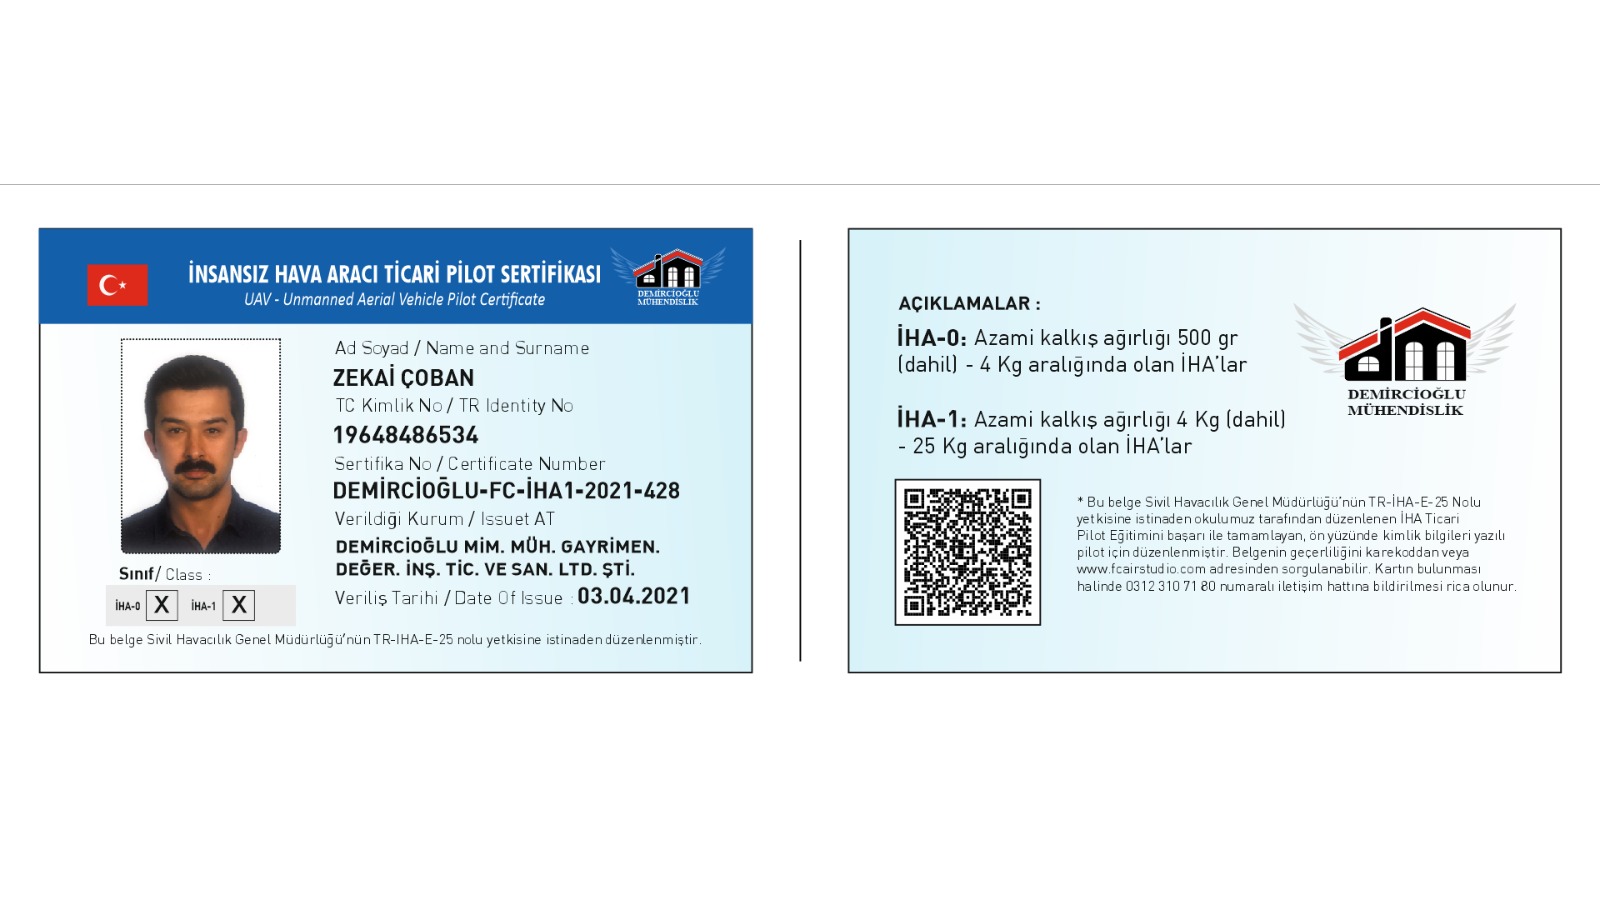 İNSANSIZ HAVA ARACI TİCARİ PİLOT SERTİFİKASI
UAV - Unmanned Aerial Vehicle Pilot Certificate
dm
DEMİRCİOĞLU
MÜHENDİSLİK
Ad Soyad / Name and Surname
ZEKAİ ÇOBAN
TC Kimlik No / TR Identity No
19648486534
Sertifika No / Certificate Number
DEMİRCİOĞLU-FC-İHA1-2021-428
Verildiği Kurum / Issuet AT
DEMİRCİOĞLU MİM. MÜH. GAYRİMEN.
DEĞER. İNŞ. TİC. VE SAN. LTD. ŞTİ.
Veriliş Tarihi / Date Of Issue : 03.04.2021
Sınıf/ Class :
İHA-0 X İHA-1 X
Bu belge Sivil Havacılık Genel Müdürlüğü'nün TR-IHA-E-25 nolu yetkisine istinaden düzenlenmiştir.
AÇIKLAMALAR :
İHA-0: Azami kalkış ağırlığı 500 gr
(dahil) - 4 Kg aralığında olan İHA'lar
İHA-1: Azami kalkış ağırlığı 4 Kg (dahil)
- 25 Kg aralığında olan İHA'lar
dm
DEMİRCİOĞLU
MÜHENDİSLİK
* Bu belge Sivil Havacılık Genel Müdürlüğü'nün TR-İHA-E-25 Nolu
yetkisine istinaden okulumuz tarafından düzenlenen İHA Ticari
Pilot Eğitimini başarı ile tamamlayan, ön yüzünde kimlik bilgileri yazılı
pilot için düzenlenmiştir. Belgenin geçerliliğini karekoddan veya
www.fcairstudio.com adresinden sorgulanabilir. Kartın bulunması
halinde 0312 310 71 80 numaralı iletişim hattına bildirilmesi rica olunur.